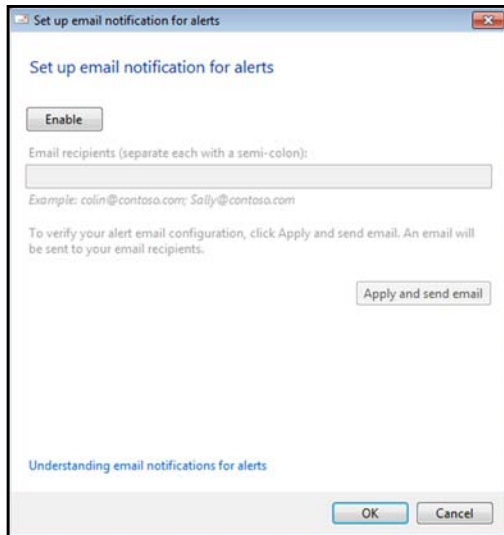 Set up email notification for alerts
Set up email notification for alerts
Enable
Email recipients (separate each with a semi-colon):
Example: colin@contoso.com; Sally@contoso.com
To verify your alert email configuration, click Apply and send email. An email will
be sent to your email recipients.
Apply and send email
Understanding email notifications for alerts
OK
Cancel